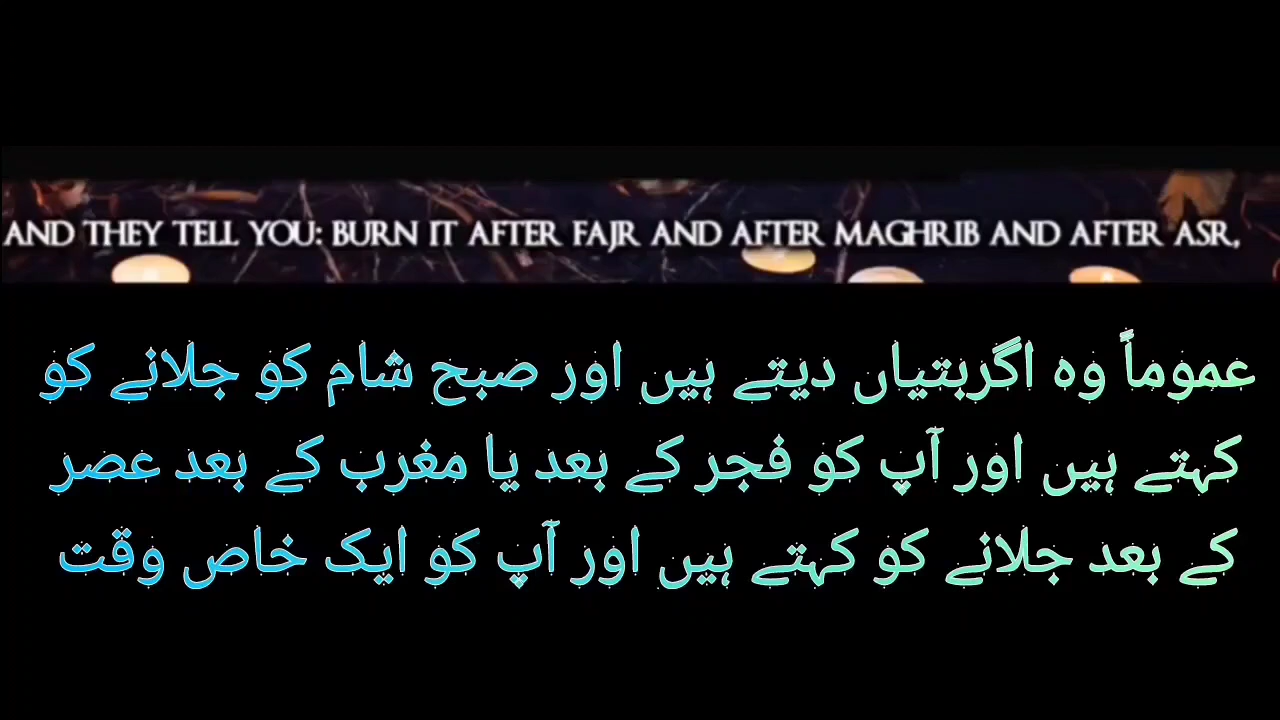 AND THEY TELL YOU: BURN IT AFTER FAJR AND AFTER MAGHRIB AND AFTER ASR,
عموماً وہ اگربتیاں دیتے ہیں اور صبح شام کو جلانے کو
کہتے ہیں اور آپ کو فجر کے بعد یا مغرب کے بعد عصر
کے بعد جلانے کو کہتے ہیں اور آپ کو ایک خاص وقت